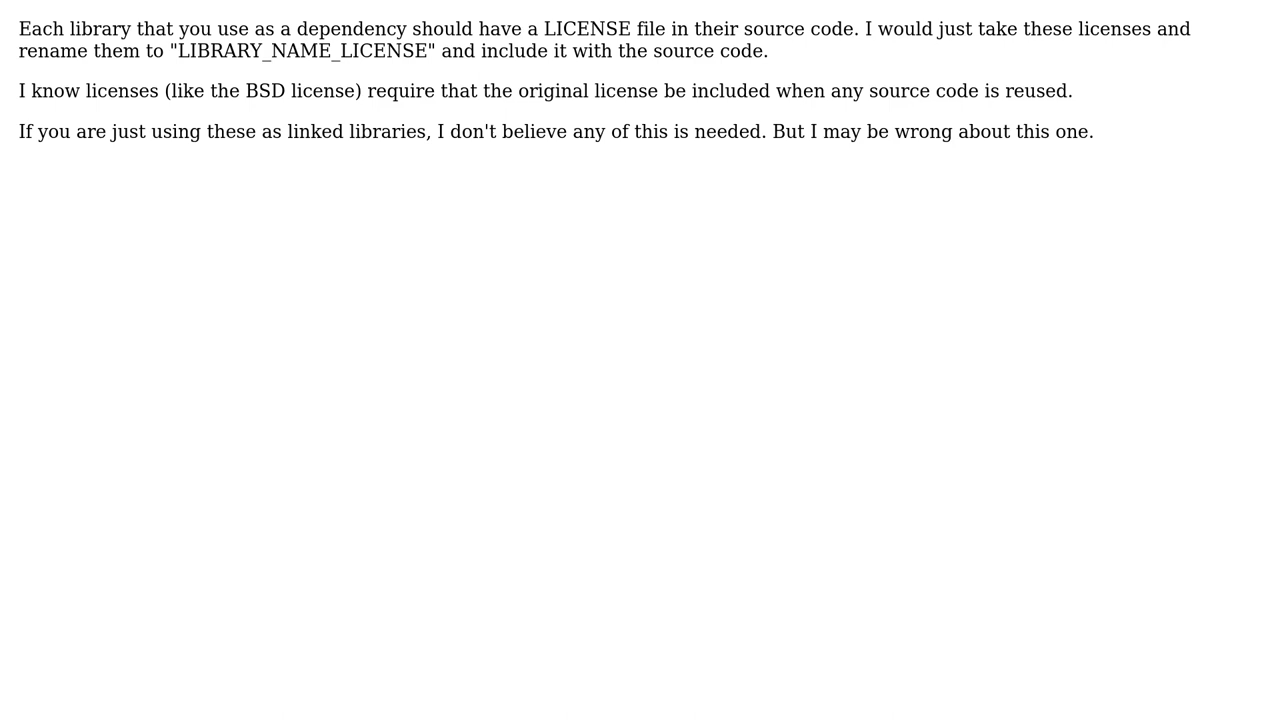 Each library that you use as a dependency should have a LICENSE file in their source code. I would just take these licenses and
rename them to "LIBRARY_NAME_LICENSE" and include it with the source code.
I know licenses (like the BSD license) require that the original license be included when any source code is reused.
If you are just using these as linked libraries, I don't believe any of this is needed. But I may be wrong about this one.